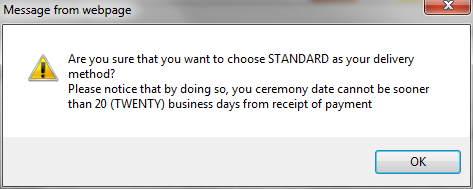 Message from webpage
Are you sure that you want to choose STANDARD as your delivery
method?
Please notice that by doing so, you ceremony date cannot be sooner
than 20 (TWENTY) business days from receipt of payment
OK